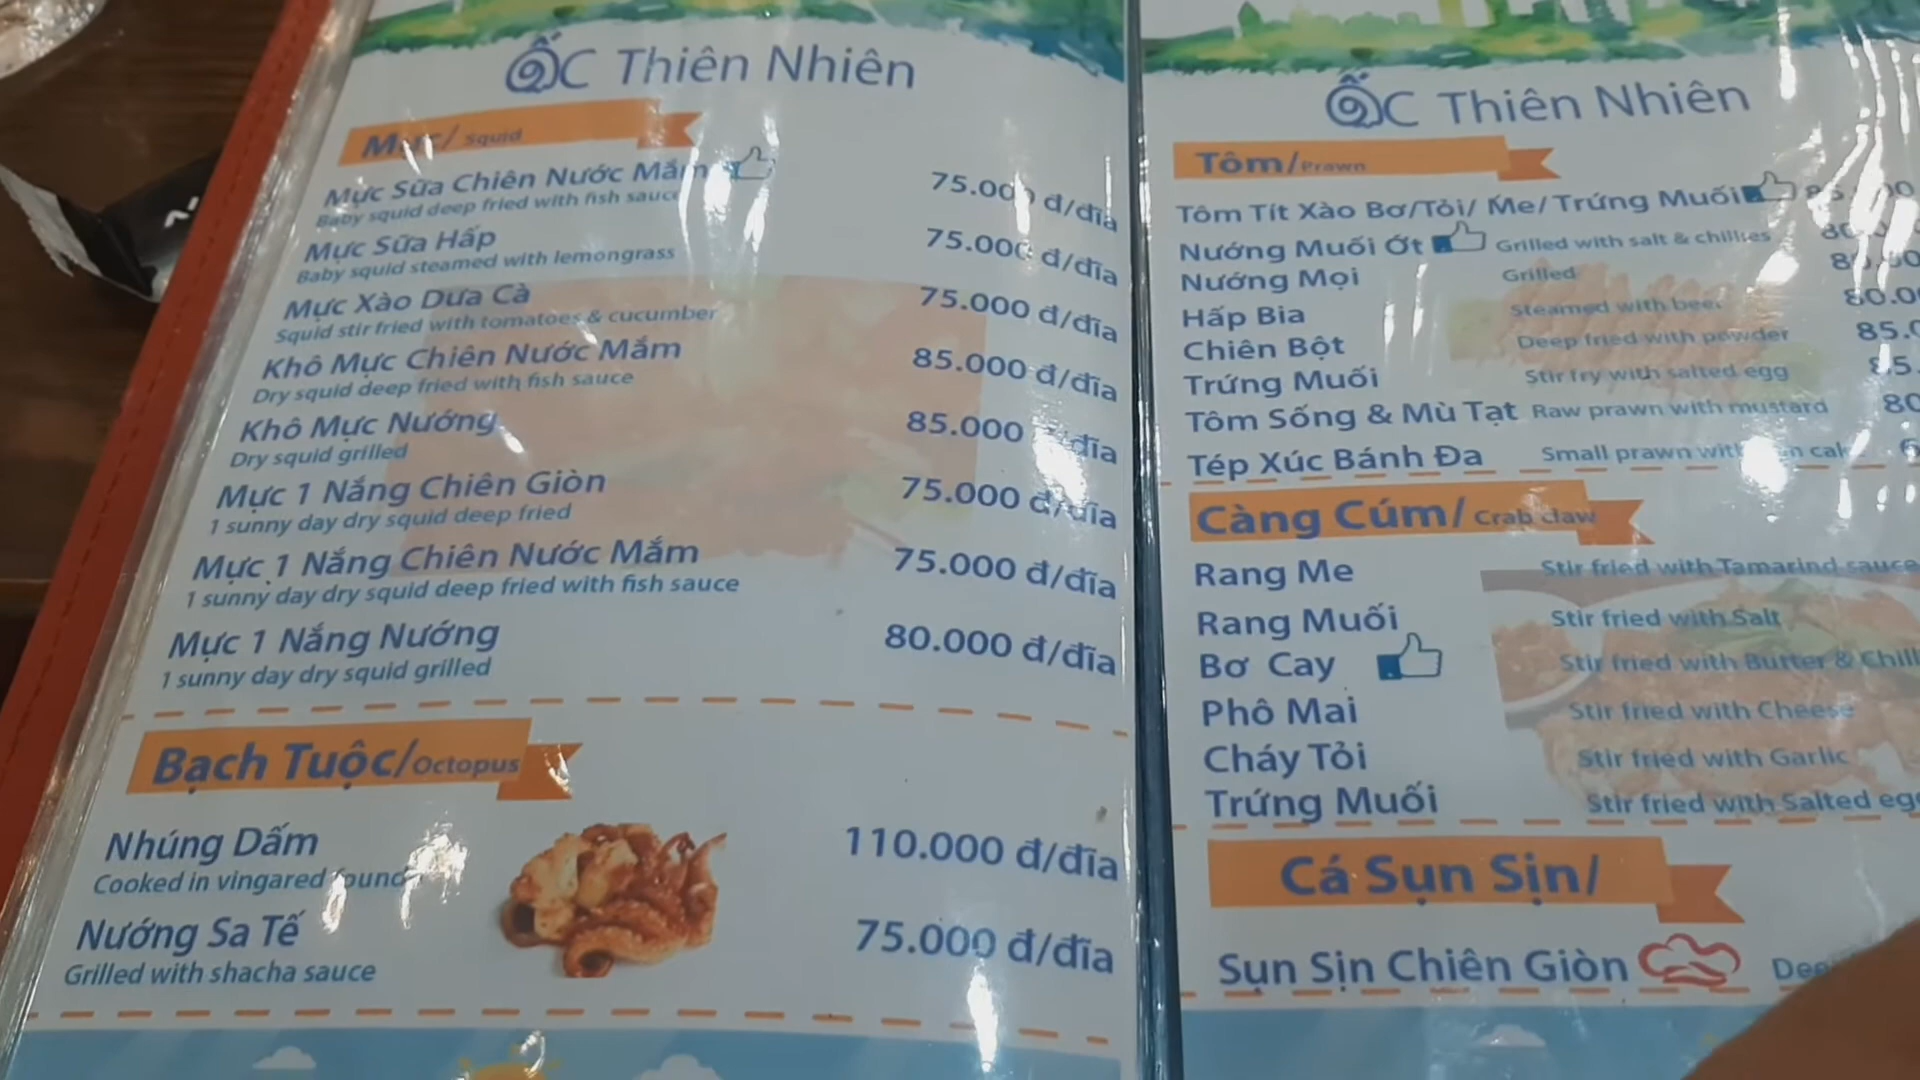 ỐC Thiên Nhiên
Mực/ Squid
Mực Sữa Chiên Nước Mắm 75.000 đ/đĩa
Baby squid deep fried with fish sauce
Mực Sữa Hấp 75.000 đ/đĩa
Baby squid steamed with lemongrass
Mực Xào Dưa Cà 75.000 đ/đĩa
Squid stir fried with tomatoes & cucumber
Khô Mực Chiên Nước Mắm 85.000 đ/đĩa
Dry squid deep fried with fish sauce
Khô Mực Nướng 85.000 đ/đĩa
Dry squid grilled
Mực 1 Nắng Chiên Giòn 75.000 đ/đĩa
1 sunny day dry squid deep fried
Mực 1 Nắng Chiên Nước Mắm 75.000 đ/đĩa
1 sunny day dry squid deep fried with fish sauce
Mực 1 Nắng Nướng 80.000 đ/đĩa
1 sunny day dry squid grilled
Bạch Tuộc/Octopus
Nhúng Dấm 110.000 đ/đĩa
Cooked in vingared
Nướng Sa Tế 75.000 đ/đĩa
Grilled with shacha sauce
ỐC Thiên Nhiên
Tôm/Prawn
Tôm Tít Xào Bơ/Tỏi/ Me/Trứng Muối
Nướng Muối Ớt Grilled with salt & chillies
Nướng Mọi Grilled
Hấp Bia Steamed with beer
Chiên Bột Deep fried with powder
Trứng Muối Stir fry with salted egg
Tôm Sống & Mù Tạt Raw prawn with mustard
Tép Xúc Bánh Đa Small prawn with
Càng Cúm/ Crab claw
Rang Me Stir fried with Tamarind sauce
Rang Muối Stir fried with Salt
Bơ Cay Stir fried with Butter & Chill
Phô Mai Stir fried with Cheese
Cháy Tỏi Stir fried with Garlic
Trứng Muối Stir fried with Salted egg
Cá Sụn Sịn/
Sụn Sịn Chiên Giòn